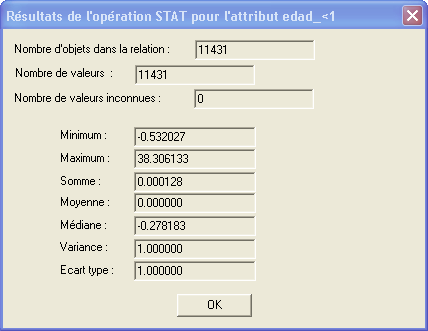 Résultats de l'opération STAT pour l'attribut edad_<1
Nombre d'objets dans la relation : 11431
Nombre de valeurs : 11431
Nombre de valeurs inconnues : 0
Minimum : -0.532027
Maximum : 38.306133
Somme : 0.000128
Moyenne : 0.000000
Médiane : -0.278183
Variance : 1.000000
Ecart type : 1.000000
OK